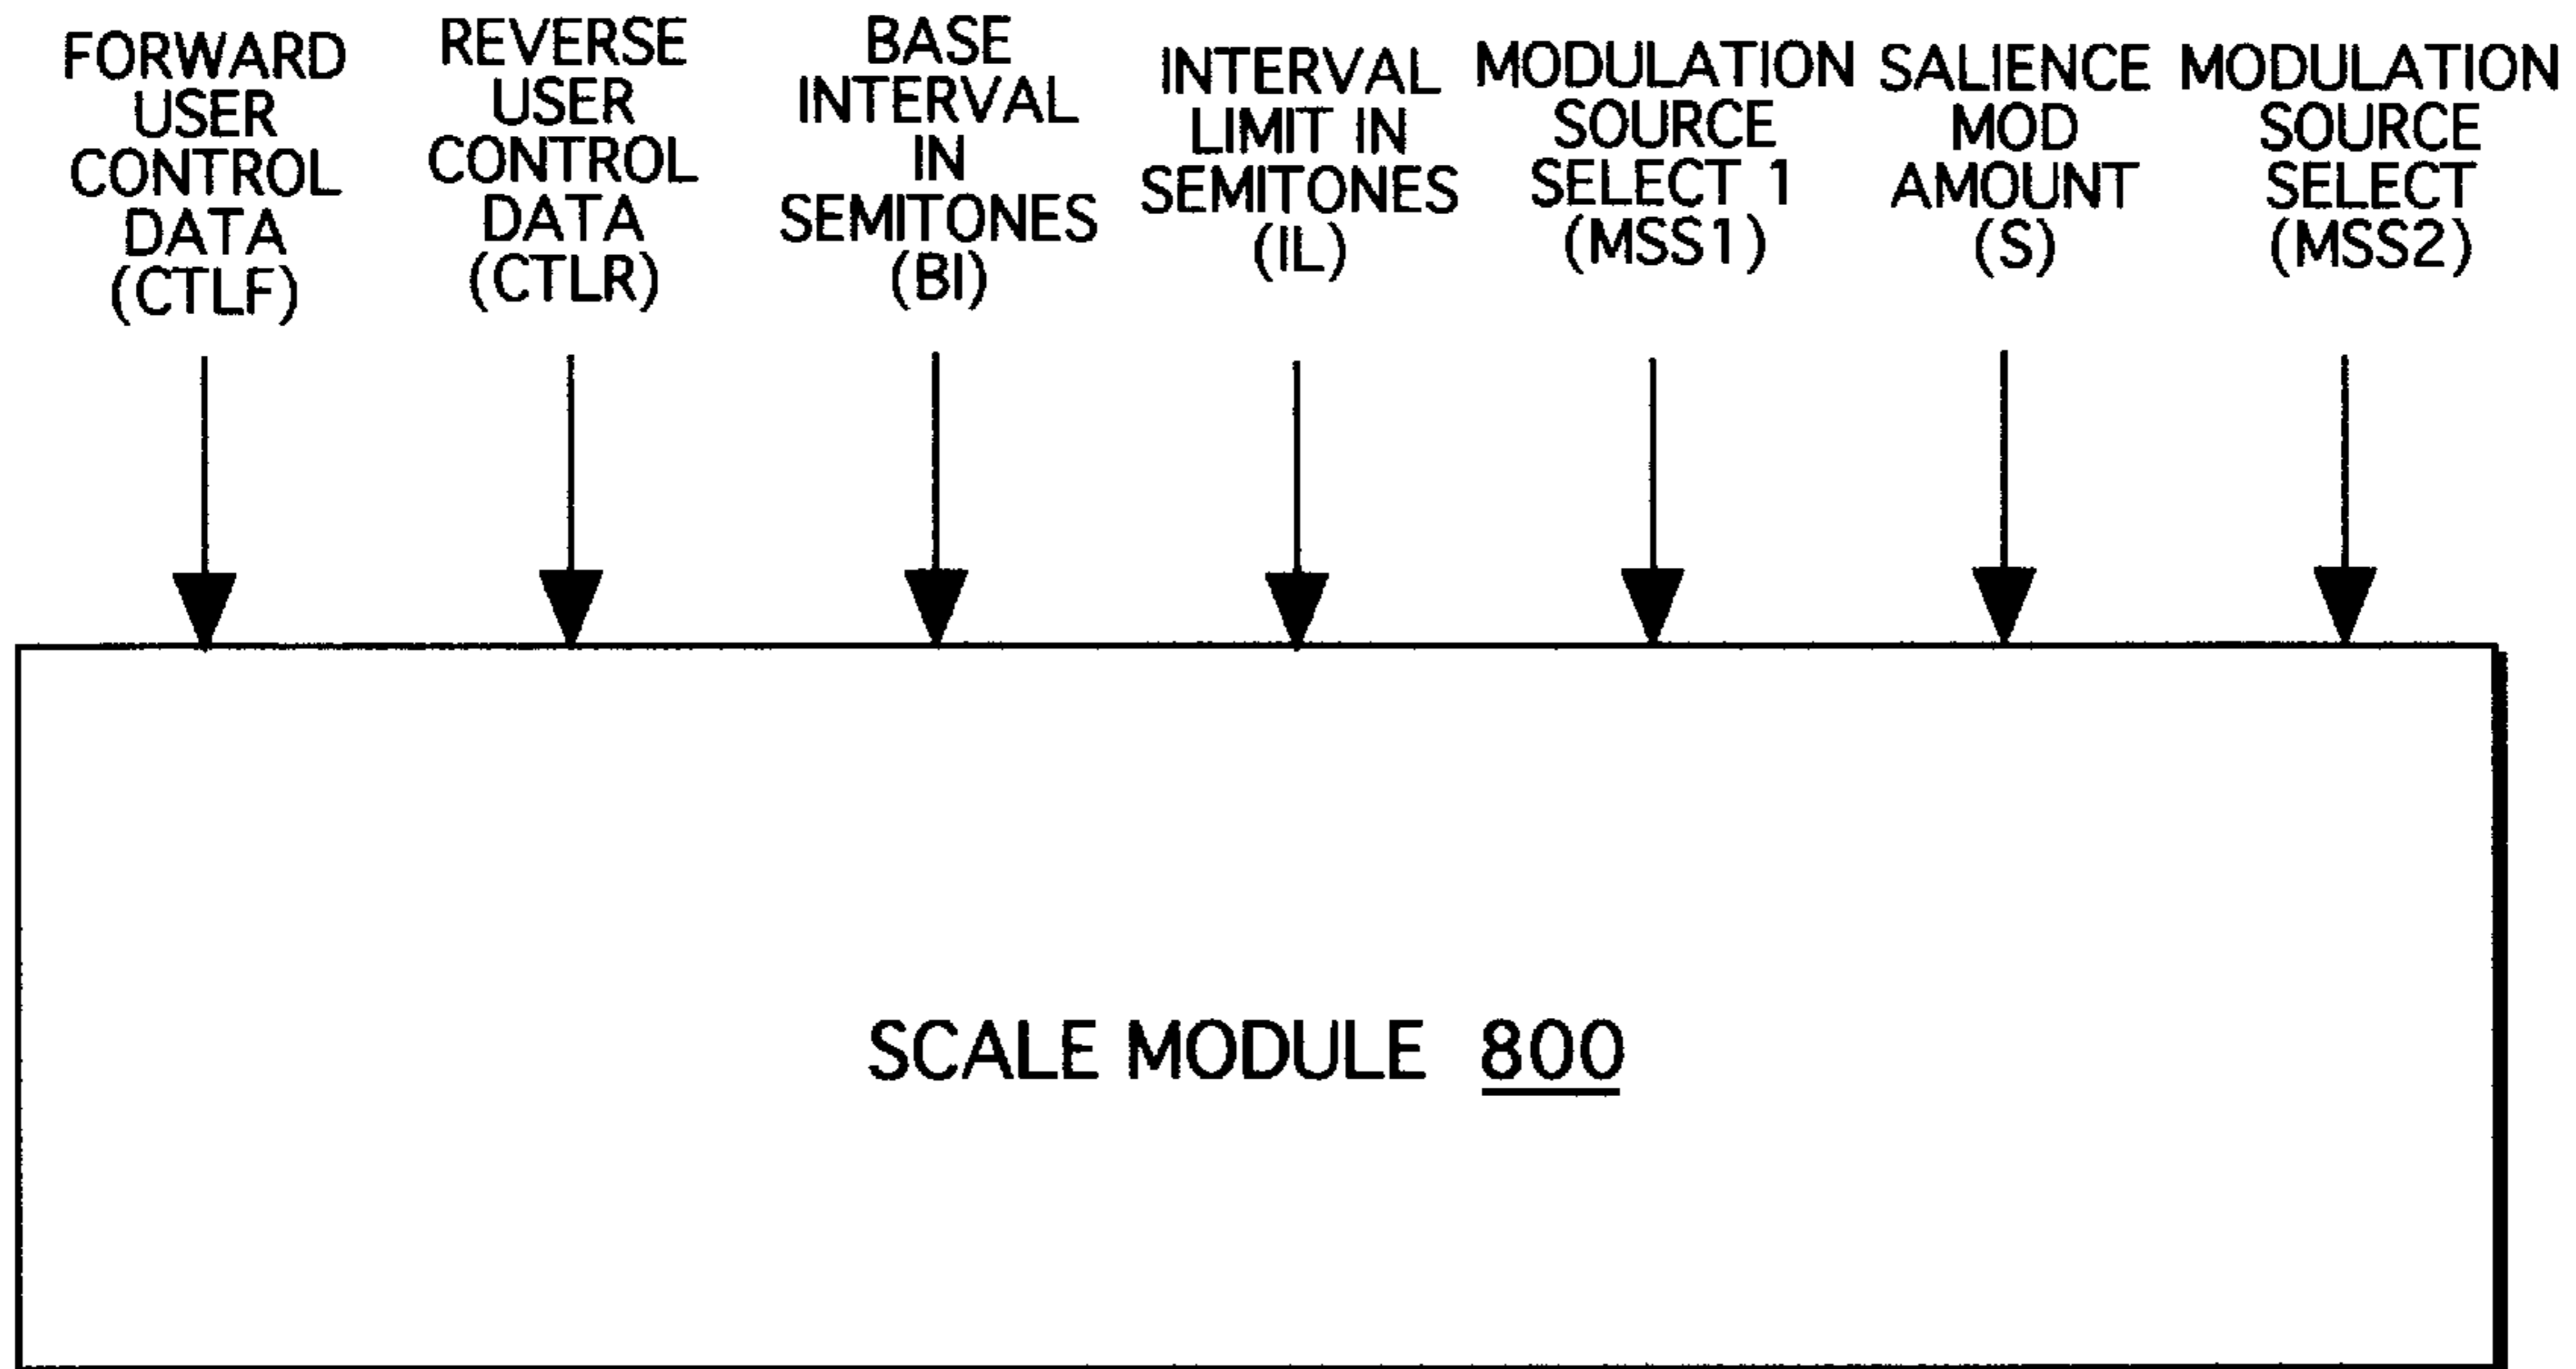 FORWARD
USER
CONTROL
DATA
(CTLF)
REVERSE
USER
CONTROL
DATA
(CTLR)
BASE
INTERVAL
IN
SEMITONES
(BI)
INTERVAL
LIMIT IN
SEMITONES
(IL)
MODULATION
SOURCE
SELECT 1
(MSS1)
SALIENCE
MOD
AMOUNT
(S)
MODULATION
SOURCE
SELECT
(MSS2)
SCALE MODULE 800